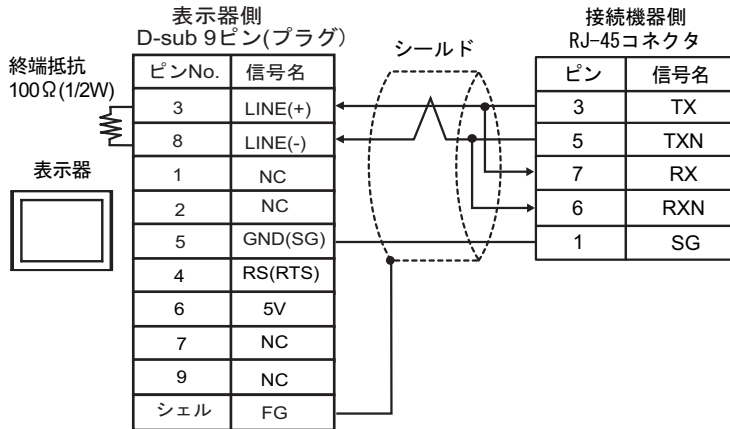 表示器側
D-sub 9ピン(プラグ)
接続機器側
RJ-45コネクタ
シールド
終端抵抗
100Ω(1/2W)
表示器
ピンNo. 信号名
3 LINE(+)
8 LINE(-)
1 NC
2 NC
5 GND(SG)
4 RS(RTS)
6 5V
7 NC
9 NC
シェル FG
ピン 信号名
3 TX
5 TXN
7 RX
6 RXN
1 SG